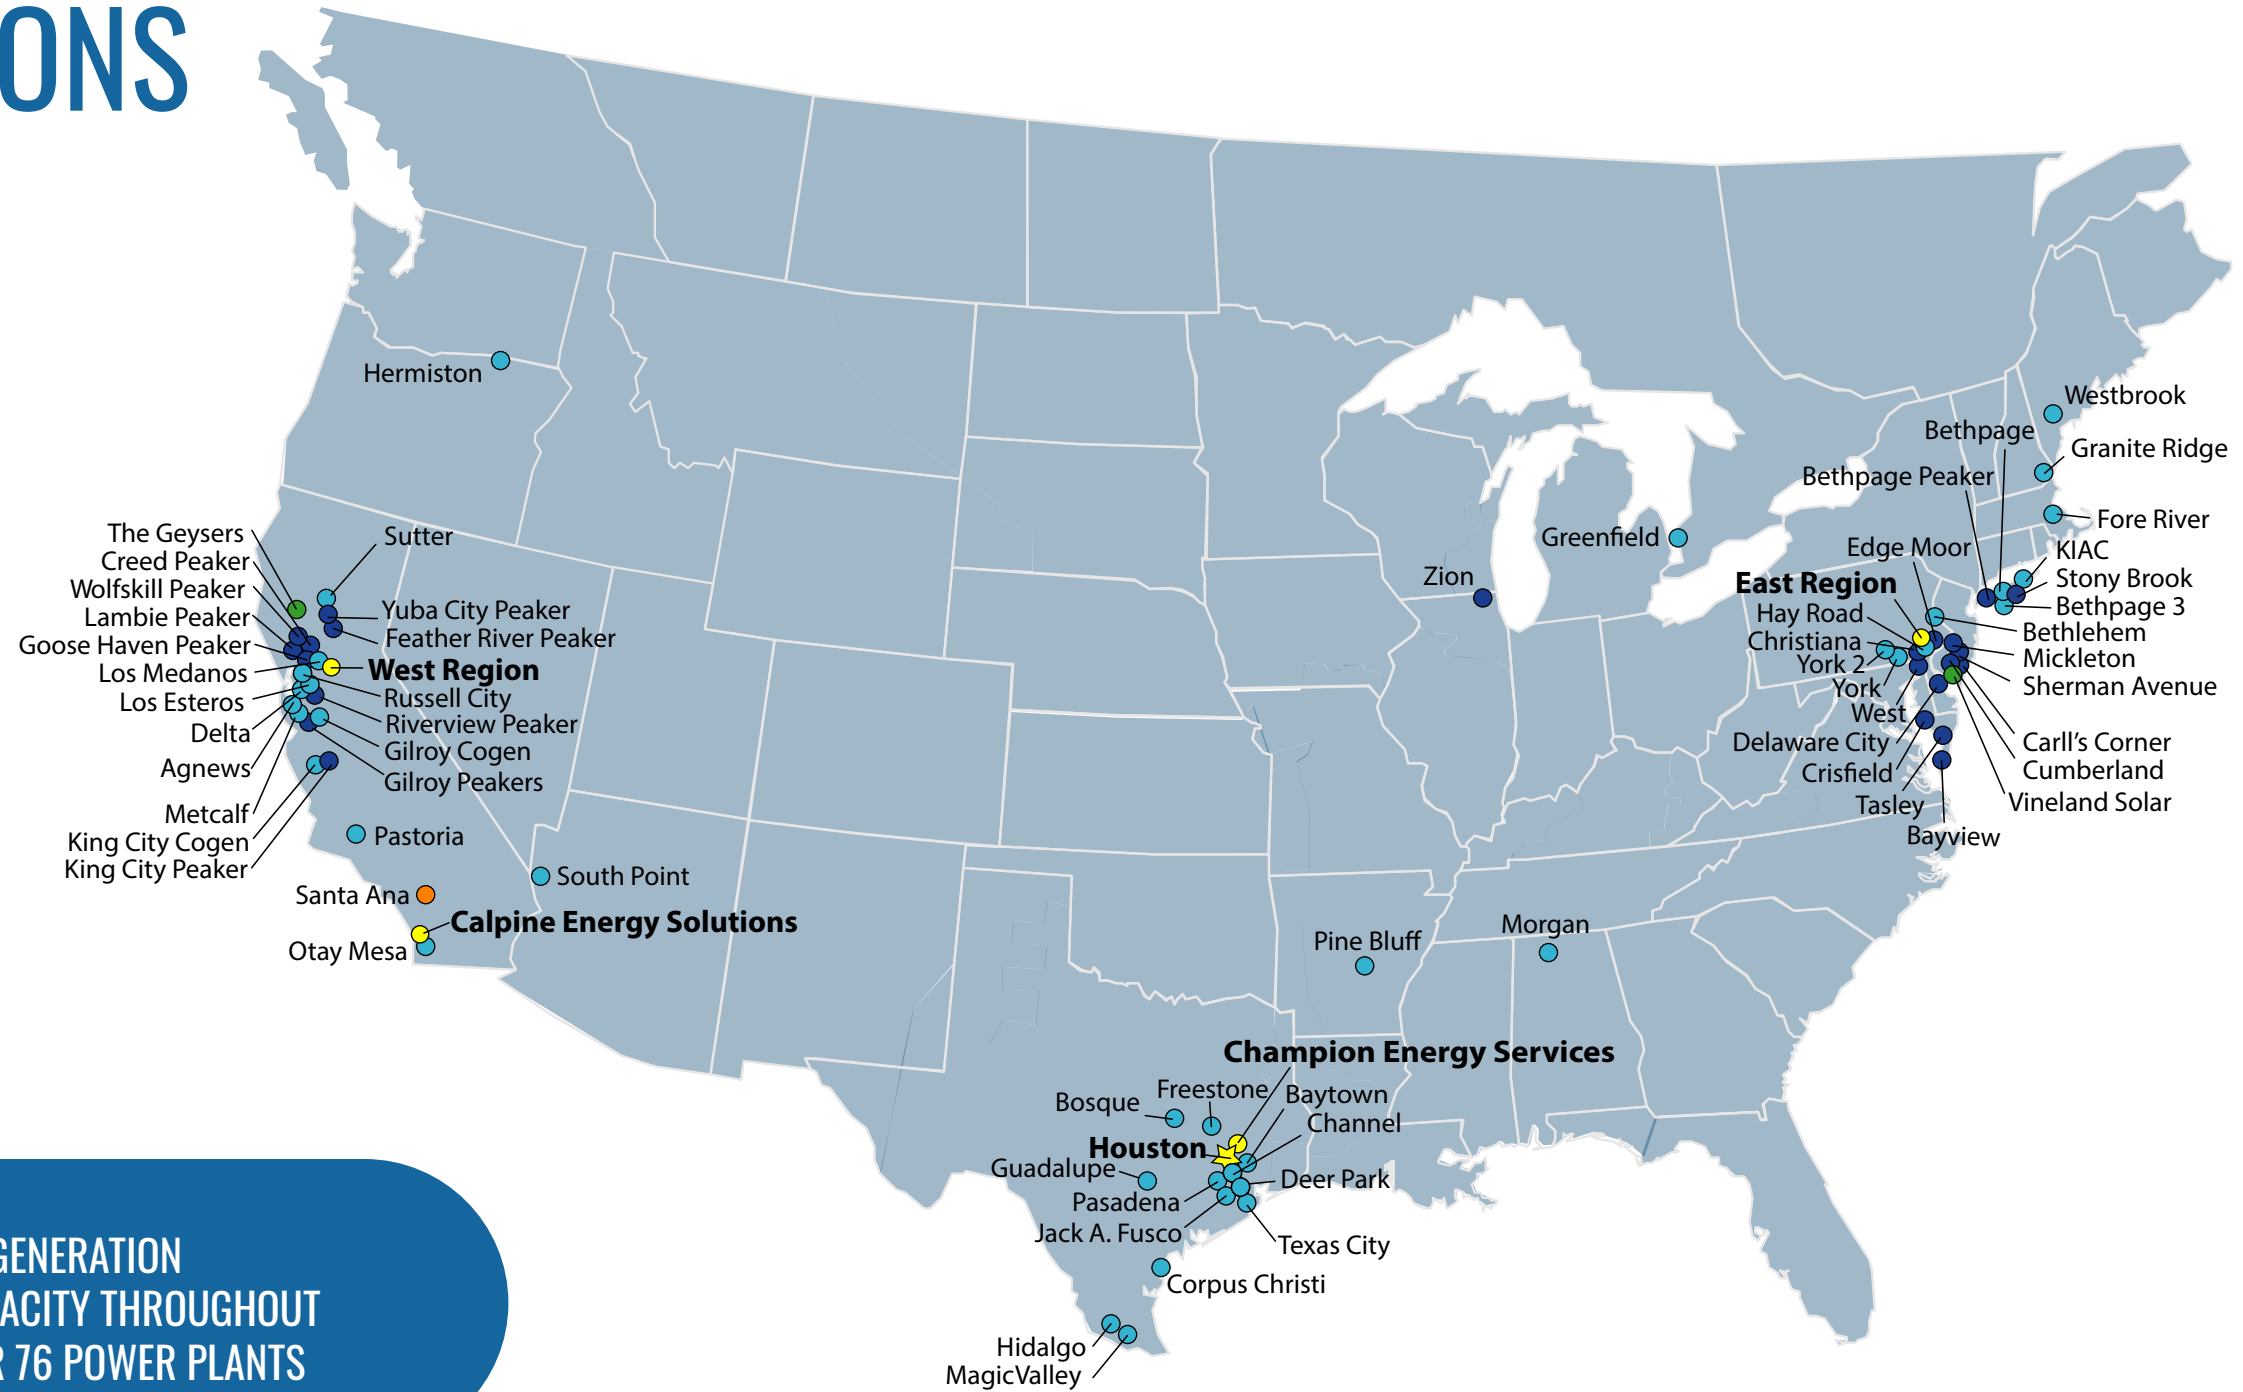 ONS
Hermiston
The Geysers
Creed Peaker
Wolfskill Peaker
Lambie Peaker
Goose Haven Peaker
Los Medanos
Los Esteros
Delta
Agnews
Metcalf
King City Cogen
King City Peaker
Sutter
Yuba City Peaker
Feather River Peaker
West Region
Russell City
Riverview Peaker
Gilroy Cogen
Gilroy Peakers
Pastoria
South Point
Santa Ana
Calpine Energy Solutions
Otay Mesa
Zion
Greenfield
Pine Bluff
Morgan
Champion Energy Services
Freestone
Bosque
Baytown
Channel
Houston
Guadalupe
Deer Park
Pasadena
Jack A. Fusco
Texas City
Corpus Christi
Hidalgo
MagicValley
Westbrook
Bethpage
Granite Ridge
Bethpage Peaker
Fore River
Edge Moor
KIAC
East Region
Stony Brook
Hay Road
Bethpage 3
Christiana
Bethlehem
York 2
Mickleton
York
Sherman Avenue
West
Delaware City
Carll's Corner
Crisfield
Cumberland
Tasley
Vineland Solar
Bayview
GENERATION
ACITY THROUGHOUT
R 76 POWER PLANTS